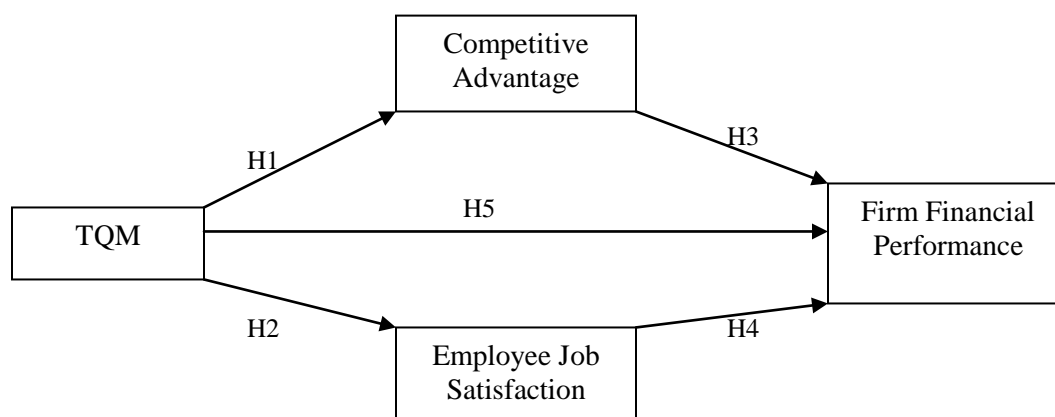 Competitive
Advantage
H1
H3
TQM
H5
Firm Financial
Performance
H2
H4
Employee Job
Satisfaction